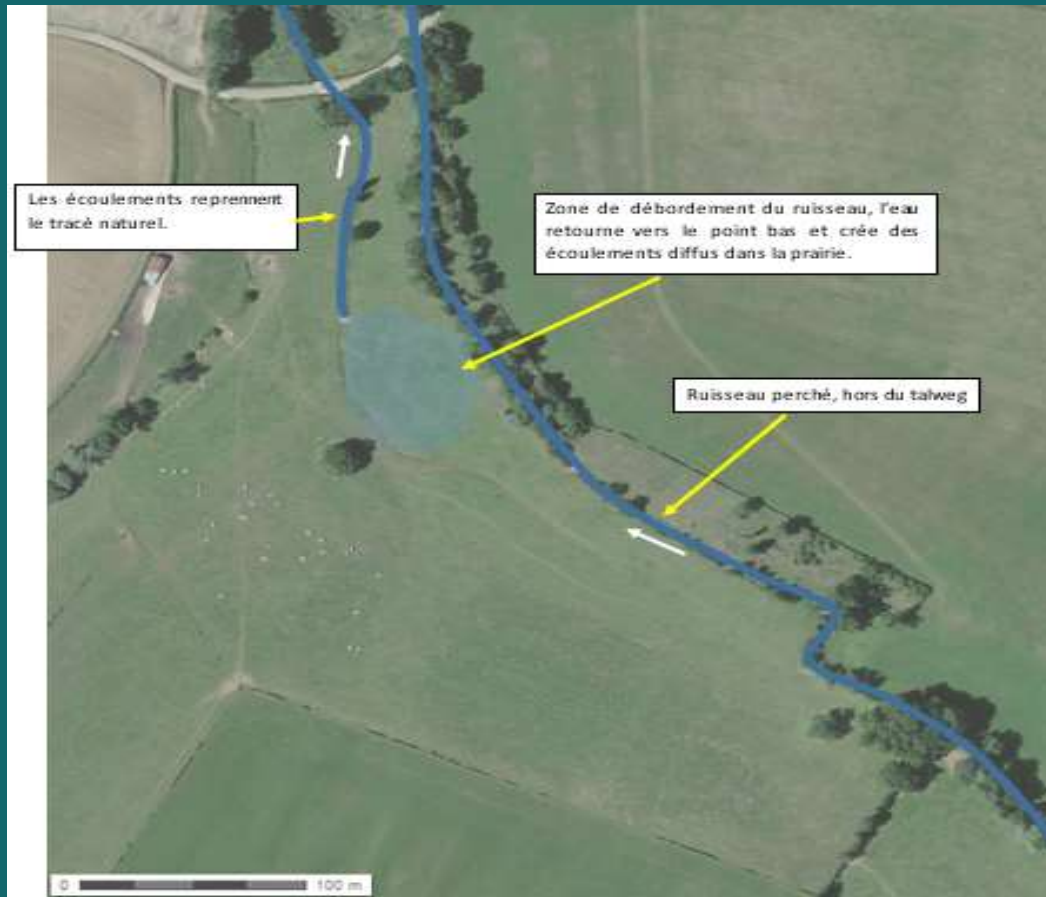 Les écoulements reprennent
le tracé naturel.
Zone de débordement du ruisseau, l'eau
retourne vers le point bas et crée des
écoulements diffus dans la prairie.
Ruisseau perché, hors du talweg
0 100 m